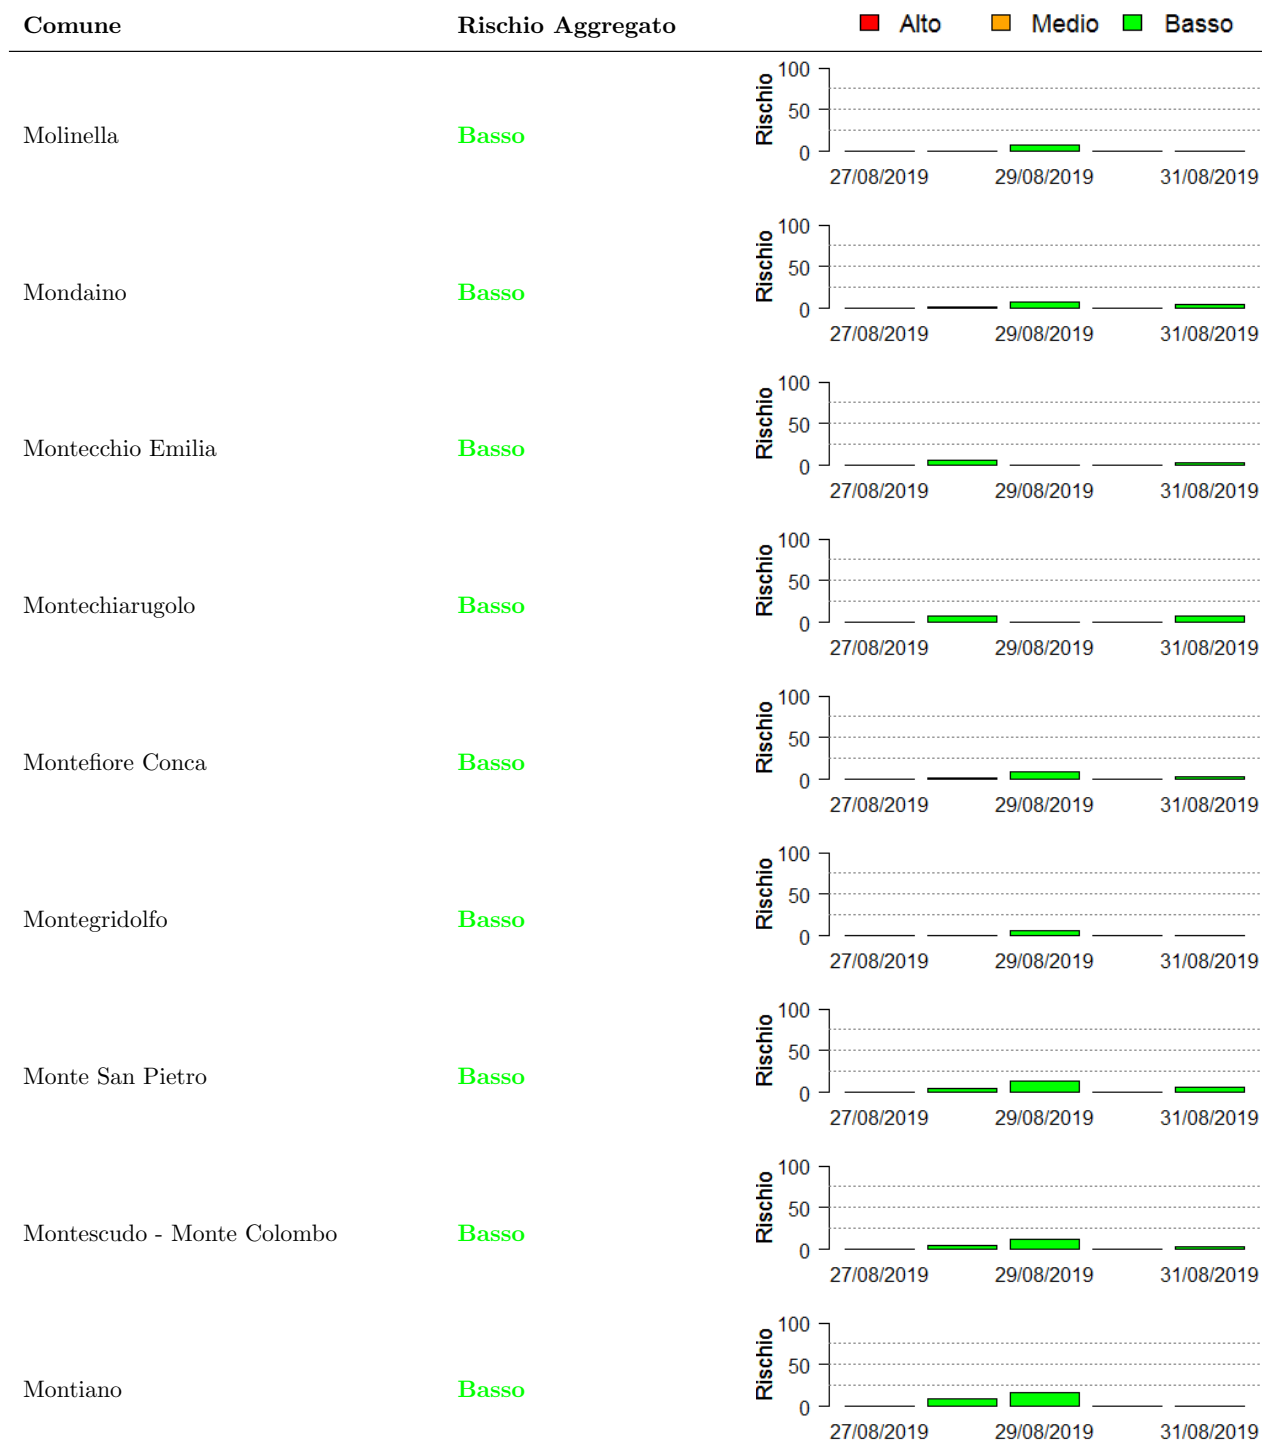 Comune Rischio Aggregato Alto Medio Basso
100
50
0
Rischio
Molinella Basso
27/08/2019 29/08/2019 31/08/2019
100
50
0
Rischio
Mondaino Basso
27/08/2019 29/08/2019 31/08/2019
100
50
0
Rischio
Montecchio Emilia Basso
27/08/2019 29/08/2019 31/08/2019
100
50
0
Rischio
Montechiarugolo Basso
27/08/2019 29/08/2019 31/08/2019
100
50
0
Rischio
Montefiore Conca Basso
27/08/2019 29/08/2019 31/08/2019
100
50
0
Rischio
Montegridolfo Basso
27/08/2019 29/08/2019 31/08/2019
100
50
0
Rischio
Monte San Pietro Basso
27/08/2019 29/08/2019 31/08/2019
100
50
0
Rischio
Montescudo - Monte Colombo Basso
27/08/2019 29/08/2019 31/08/2019
100
50
0
Rischio
Montiano Basso
27/08/2019 29/08/2019 31/08/2019